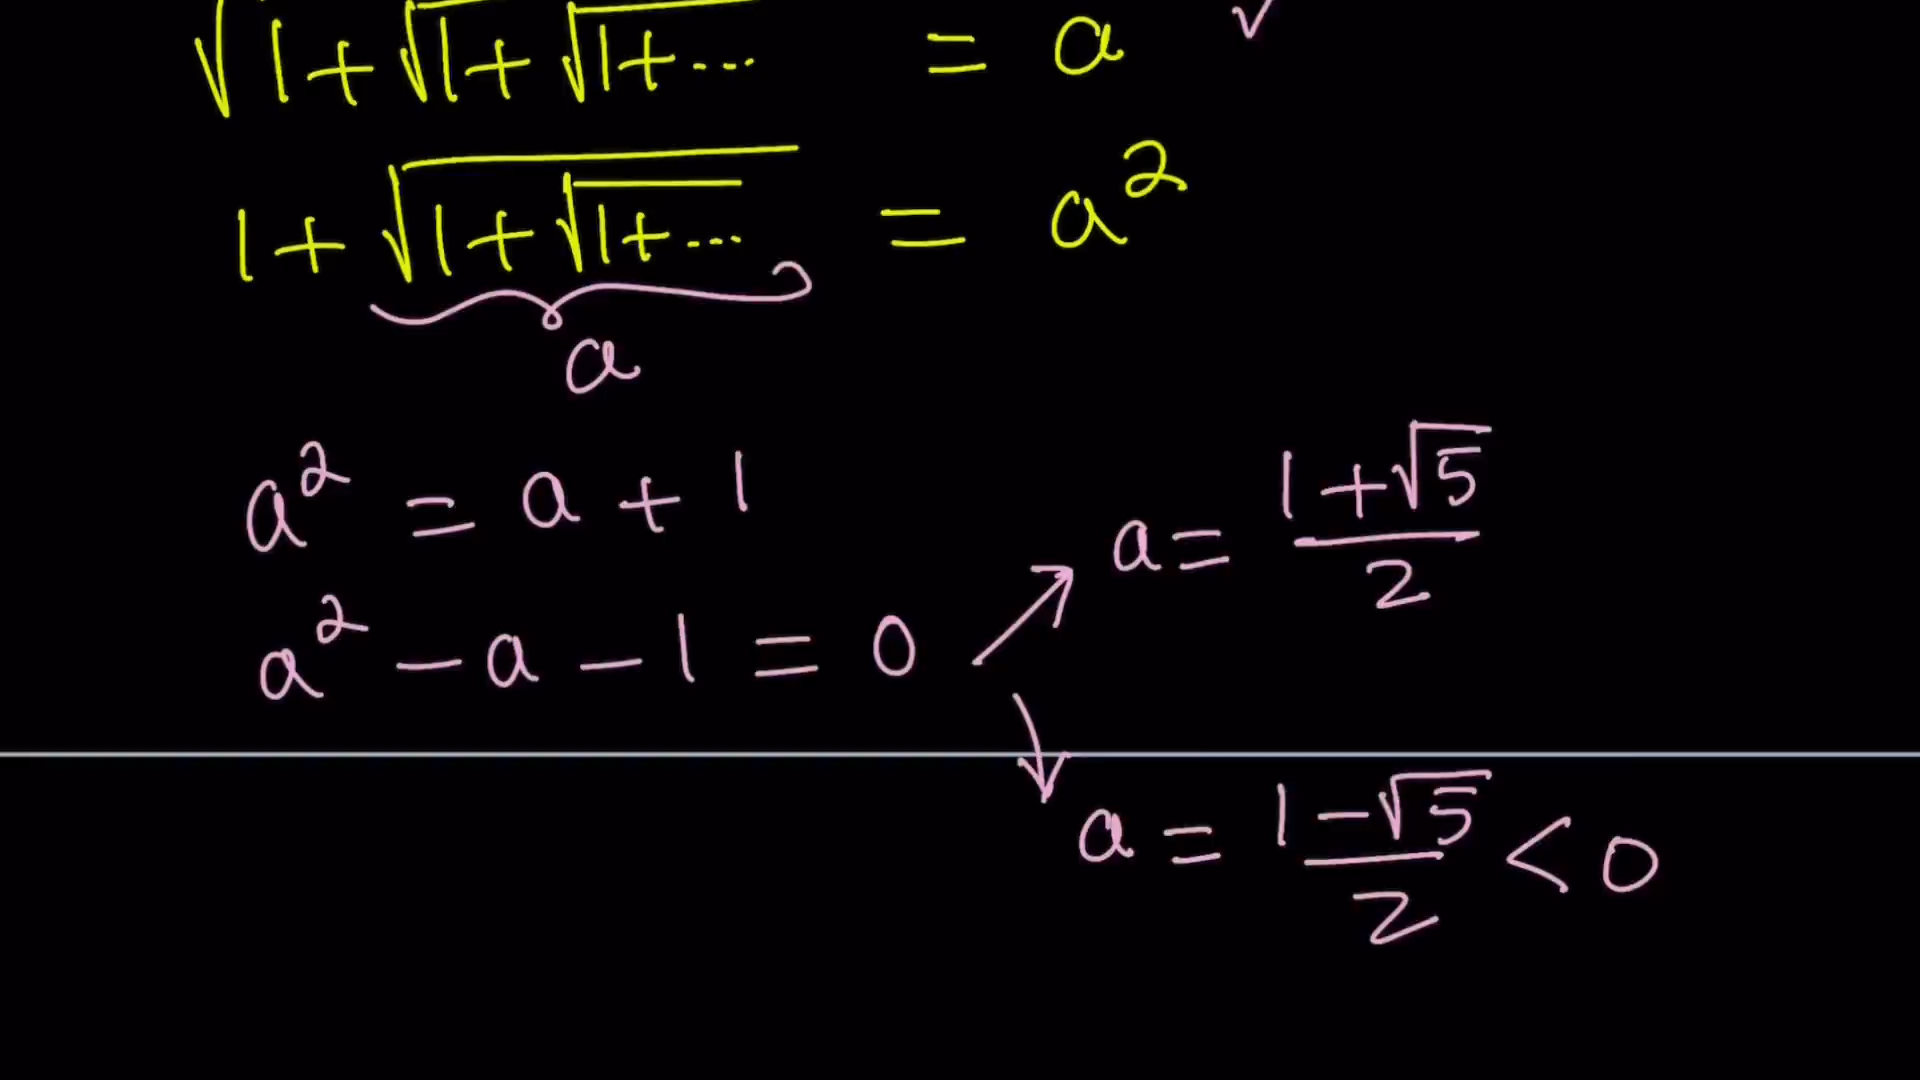 √1+√1+√1+... = a √
1+√1+√1+... = a²
a
a² = a + 1
a = 1+√5/2
a² - a - 1 = 0
a = 1-√5/2 < 0